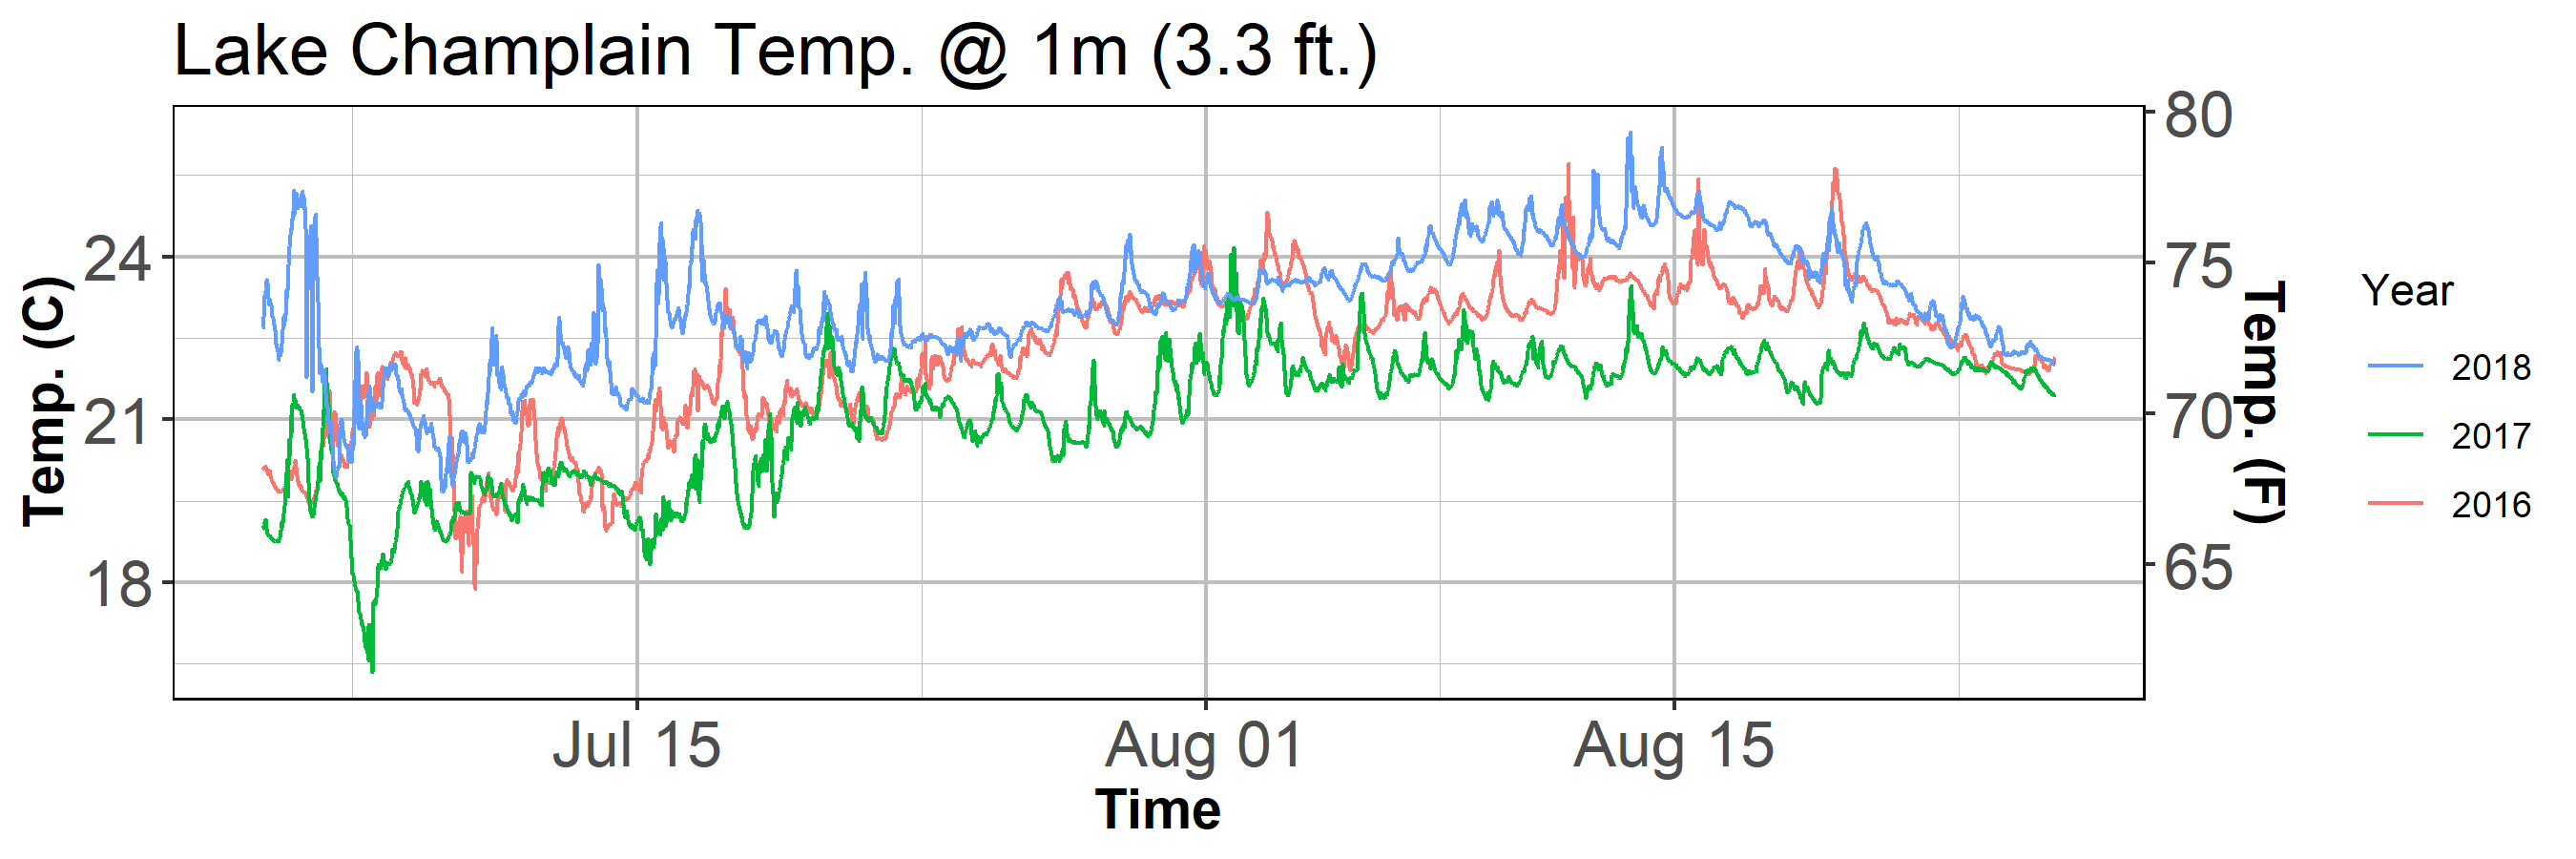 Lake Champlain Temp. @ 1m (3.3 ft.)
Temp. (C)
24
21
18
80
75
70
65
Temp. (F)
Jul 15
Aug 01
Aug 15
Time
Year
2018
2017
2016